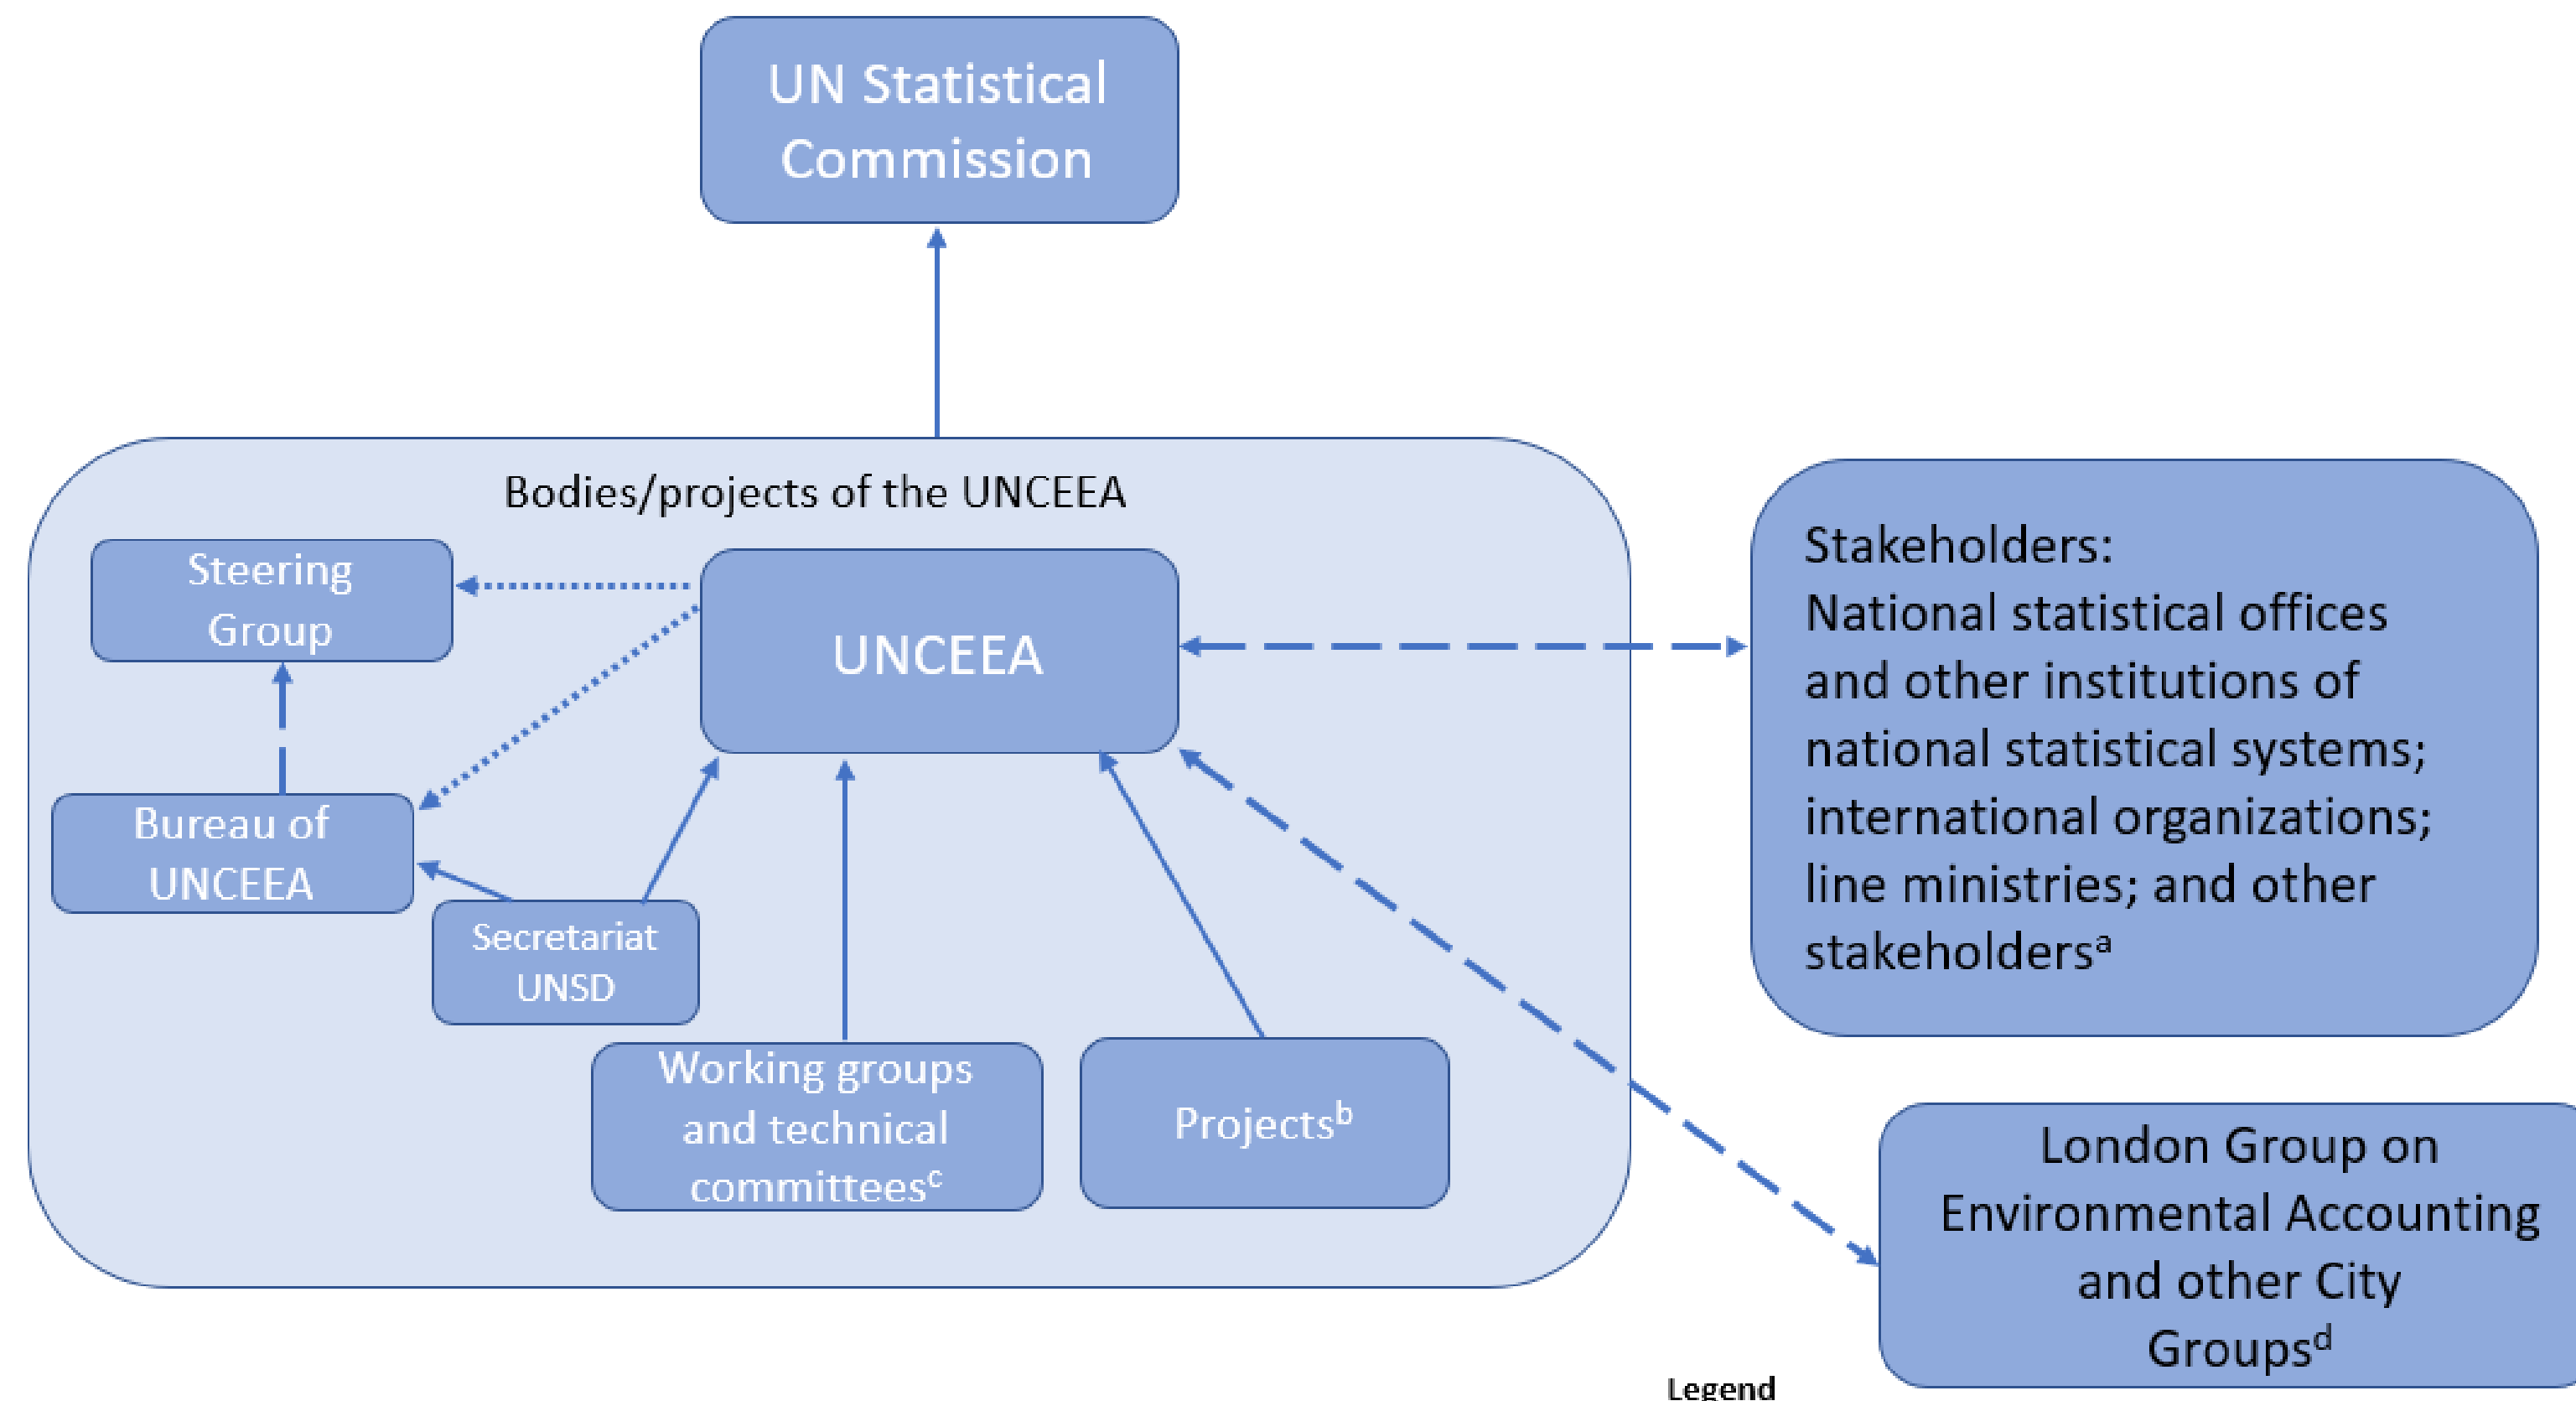 UN Statistical
Commission
Bodies/projects of the UNCEEA
Steering
Group
UNCEEA
Stakeholders:
National statistical offices
and other institutions of
national statistical systems;
international organizations;
line ministries; and other
stakeholdersᵃ
Bureau of
UNCEEA
Secretariat
UNSD
Working groups
and technical
committeesᶜ
Projectsᵇ
London Group on
Environmental Accounting
and other City
Groupsᵈ
Legend